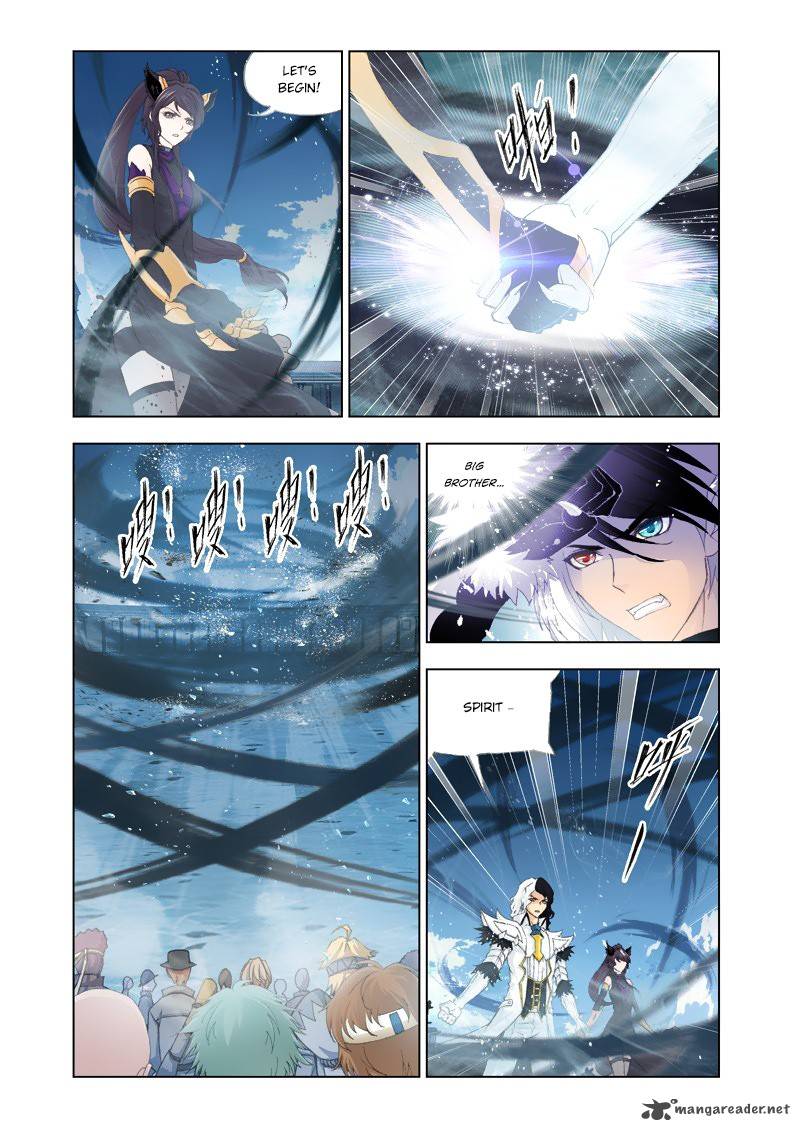 LET'S
BEGIN!
啪!
嗖! 嗖! 嗖! 嗖!
BIG
BROTHER...
SPIRIT -
呼!
mangareader.net